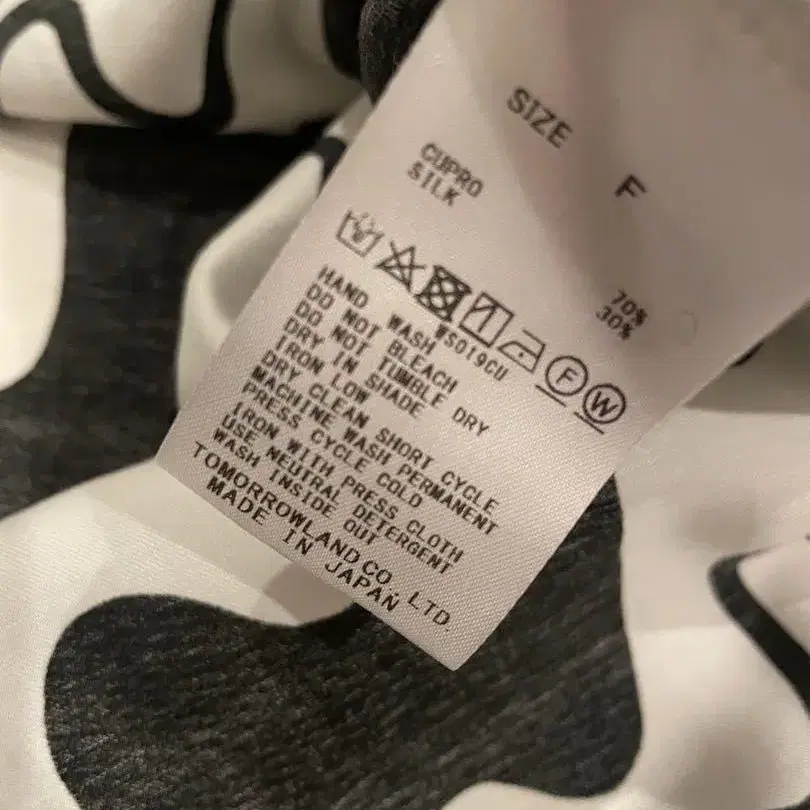 SIZE F
CUPRO 70%
SILK 30%
F W
WS019CU
HAND WASH
DO NOT BLEACH
DO NOT TUMBLE DRY
DRY IN SHADE
IRON LOW
DRY CLEAN SHORT CYCLE
MACHINE WASH PERMANENT
PRESS CYCLE COLD
IRON WITH PRESS CLOTH
USE NEUTRAL DETERGENT
WASH INSIDE OUT
TOMORROWLAND CO., LTD.
MADE IN JAPAN